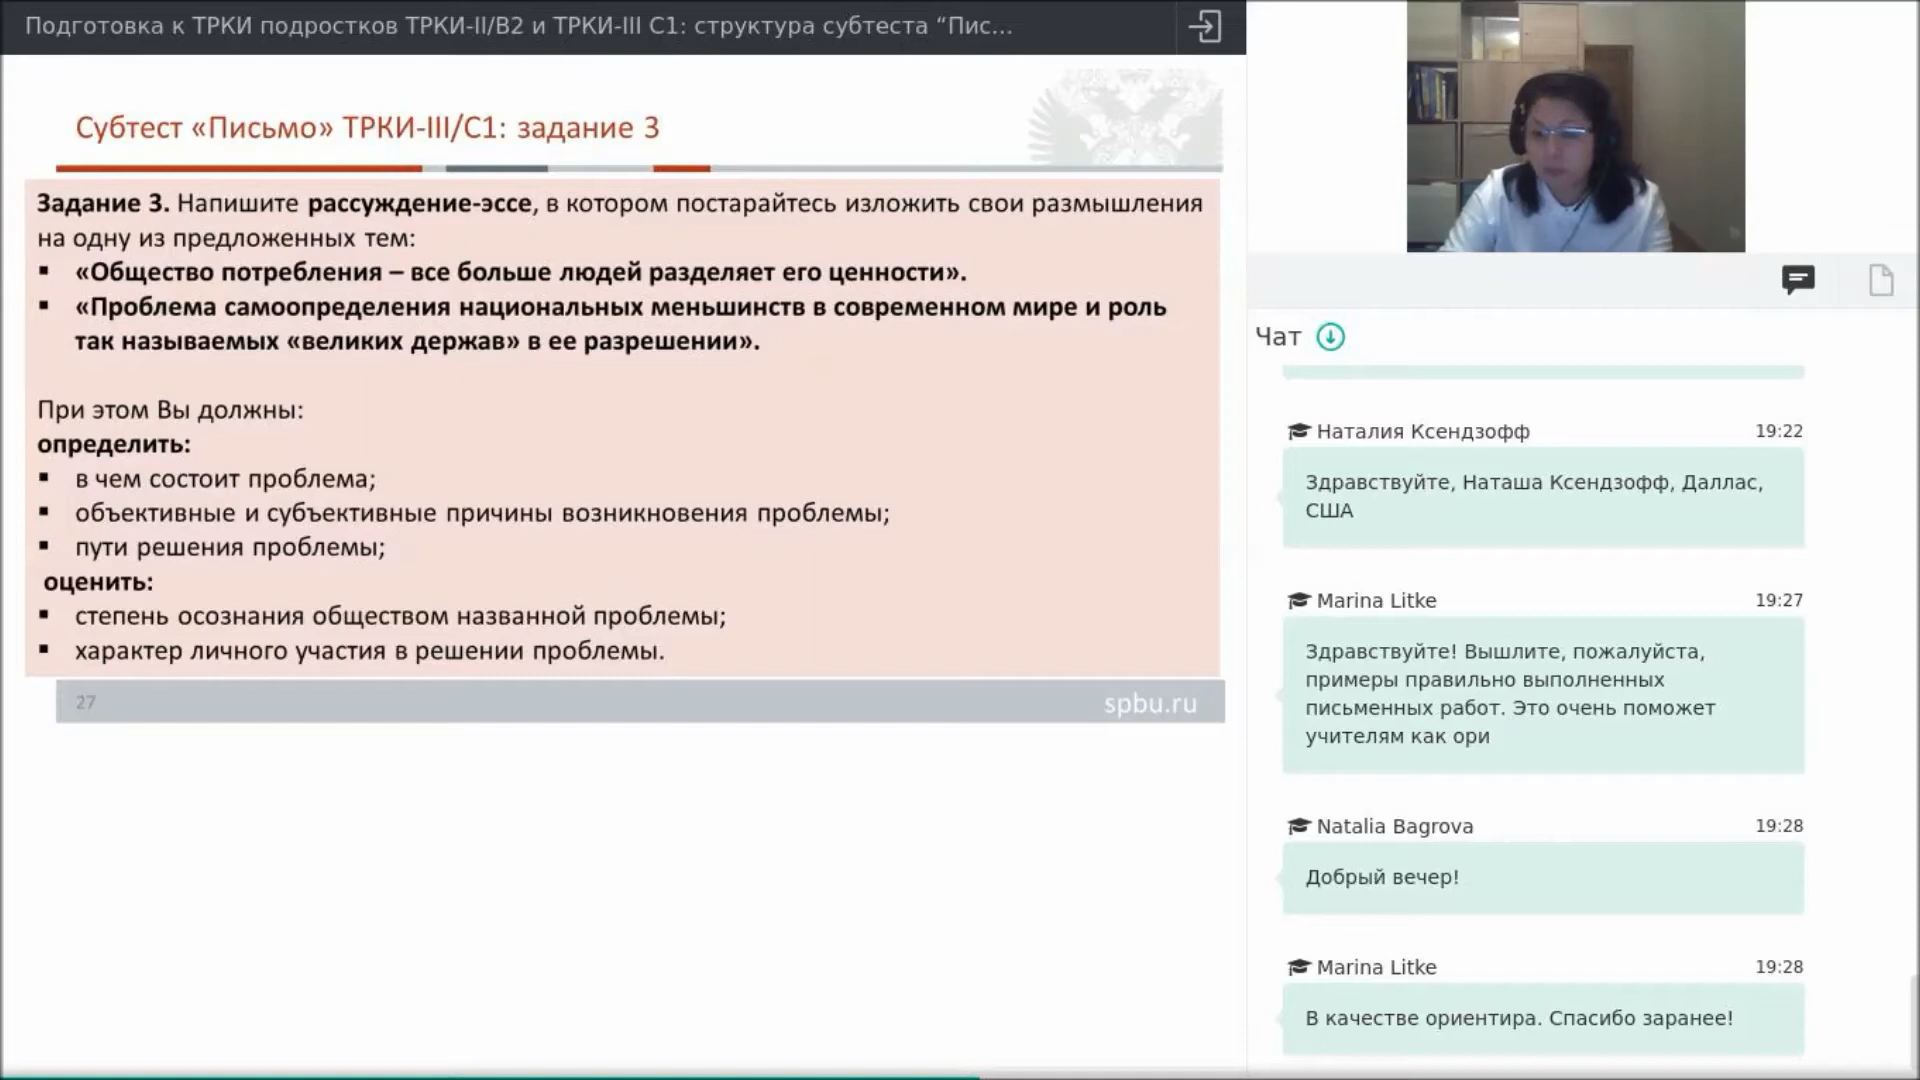 Подготовка к ТРКИ подростков ТРКИ-II/B2 и ТРКИ-III C1: структура субтеста “Пис...
Субтест «Письмо» ТРКИ-III/C1: задание 3
Задание 3. Напишите рассуждение-эссе, в котором постарайтесь изложить свои размышления
на одну из предложенных тем:
▪ «Общество потребления – все больше людей разделяет его ценности».
▪ «Проблема самоопределения национальных меньшинств в современном мире и роль
так называемых «великих держав» в ее разрешении».
При этом Вы должны:
определить:
▪ в чем состоит проблема;
▪ объективные и субъективные причины возникновения проблемы;
▪ пути решения проблемы;
оценить:
▪ степень осознания обществом названной проблемы;
▪ характер личного участия в решении проблемы.
27
spbu.ru
Чат
Наталия Ксендзофф 19:22
Здравствуйте, Наташа Ксендзофф, Даллас,
США
Marina Litke 19:27
Здравствуйте! Вышлите, пожалуйста,
примеры правильно выполненных
письменных работ. Это очень поможет
учителям как ори
Natalia Bagrova 19:28
Добрый вечер!
Marina Litke 19:28
В качестве ориентира. Спасибо заранее!